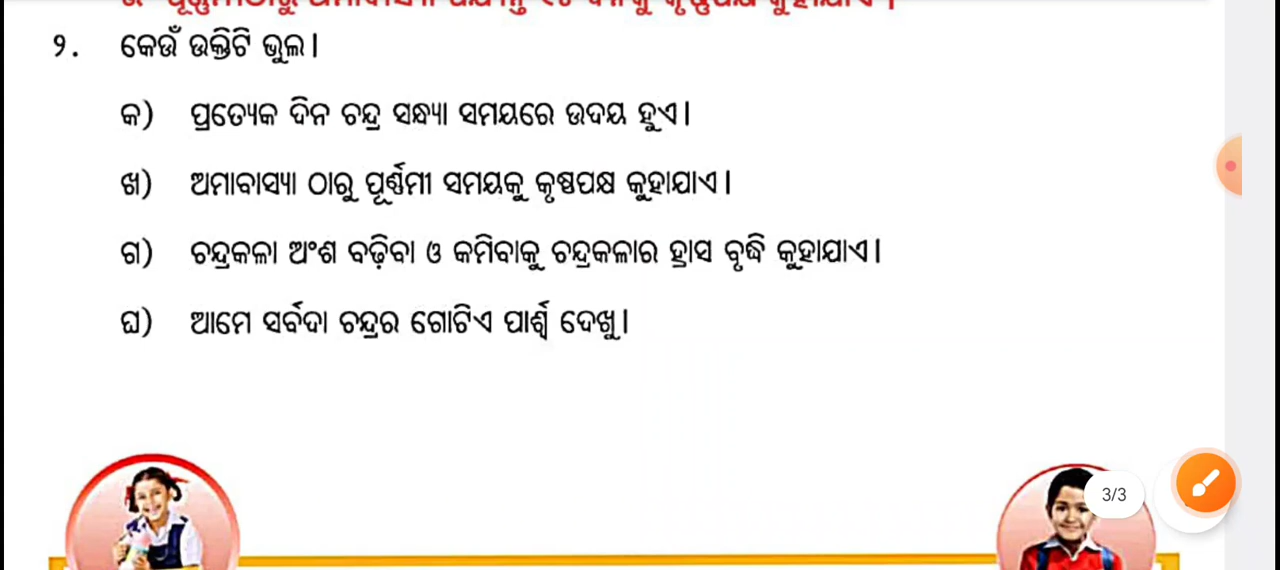 ୨. କେଉଁ ଉକ୍ତିଟି ଭୁଲ।
କ) ପ୍ରତ୍ୟେକ ଦିନ ଚନ୍ଦ୍ର ସନ୍ଧ୍ୟା ସମୟରେ ଉଦୟ ହୁଏ।
ଖ) ଅମାବାସ୍ୟା ଠାରୁ ପୂର୍ଣ୍ଣମୀ ସମୟକୁ କୃଷ୍ଣପକ୍ଷ କୁହାଯାଏ।
ଗ) ଚନ୍ଦ୍ରକଳା ଅଂଶ ବଢ଼ିବା ଓ କମିବାକୁ ଚନ୍ଦ୍ରକଳାର ହ୍ରାସ ବୃଦ୍ଧି କୁହାଯାଏ।
ଘ) ଆମେ ସର୍ବଦା ଚନ୍ଦ୍ରର ଗୋଟିଏ ପାର୍ଶ୍ୱ ଦେଖୁ।
3/3